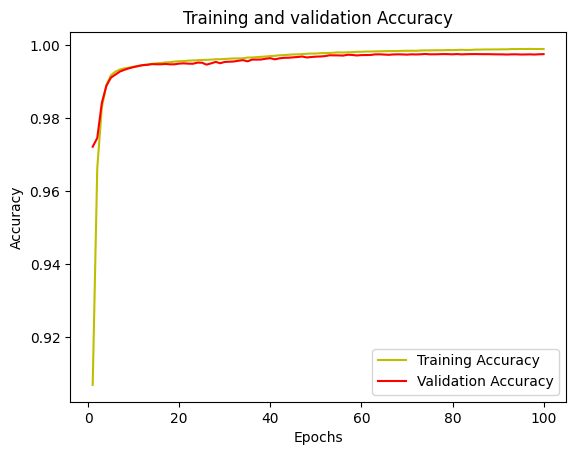 Training and validation Accuracy
1.00
0.98
0.96
0.94
0.92
Accuracy
0 20 40 60 80 100
Epochs
Training Accuracy
Validation Accuracy